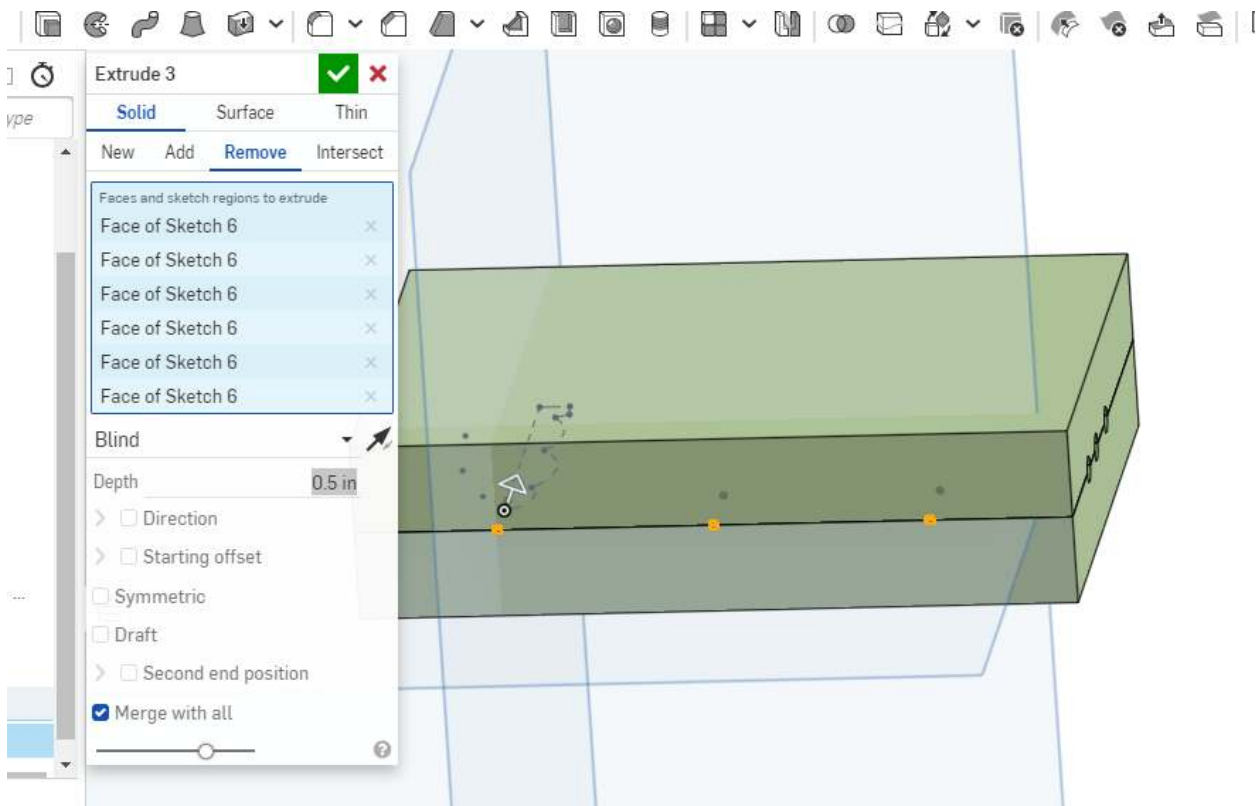 Extrude 3
ype
Solid Surface Thin
New Add Remove Intersect
Faces and sketch regions to extrude
Face of Sketch 6
Face of Sketch 6
Face of Sketch 6
Face of Sketch 6
Face of Sketch 6
Face of Sketch 6
Blind
Depth 0.5 in
Direction
Starting offset
...
Symmetric
Draft
Second end position
Merge with all